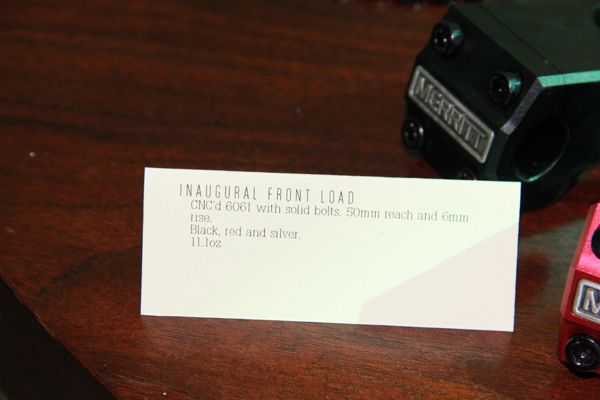 MERRITT
INAUGURAL FRONT LOAD
CNC'd 6061 with solid bolts. 50mm reach and 6mm
rise.
Black, red and silver.
11.1oz
M